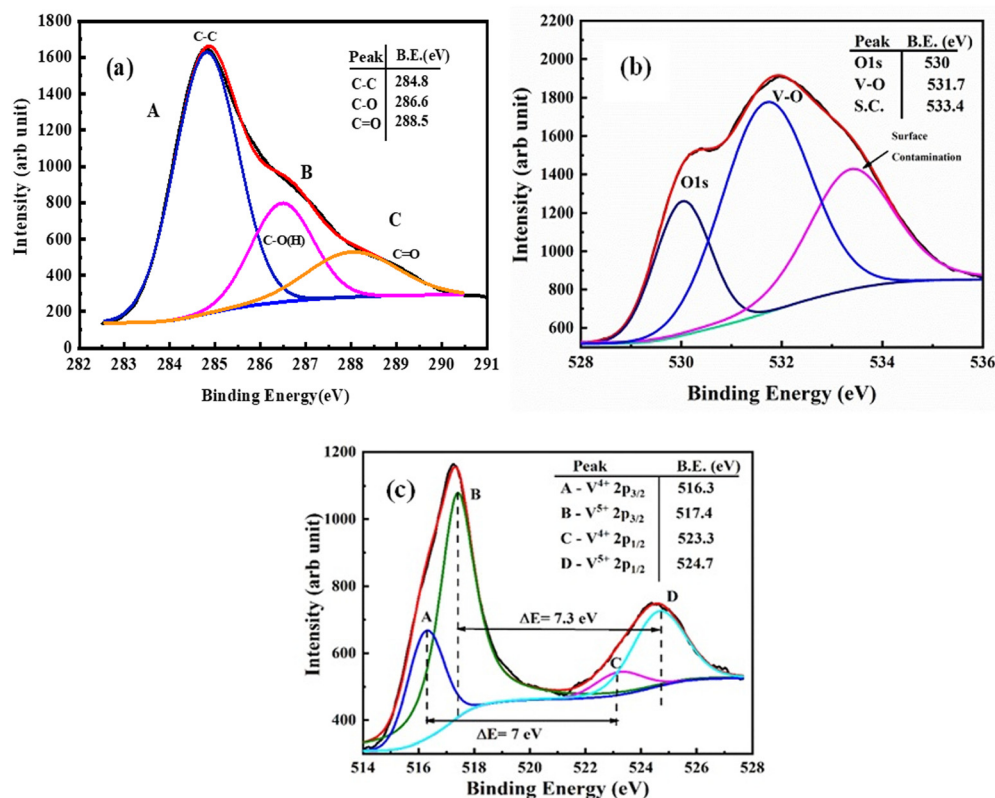 (a)
C-C
A
B
C
C-O(H)
C=O
Peak B.E.(eV)
C-C 284.8
C-O 286.6
C=O 288.5
Intensity (arb unit)
1800
1600
1400
1200
1000
800
600
400
200
0
282 283 284 285 286 287 288 289 290 291
Binding Energy(eV)
(b)
O1s
V-O
Surface
Contamination
Peak B.E. (eV)
O1s 530
V-O 531.7
S.C. 533.4
Intensity (arb unit)
2200
2000
1800
1600
1400
1200
1000
800
600
528 530 532 534 536
Binding Energy (eV)
(c)
A
B
C
D
ΔE= 7.3 eV
ΔE= 7 eV
Peak B.E. (eV)
A - V⁴⁺ 2p₃/₂ 516.3
B - V⁵⁺ 2p₃/₂ 517.4
C - V⁴⁺ 2p₁/₂ 523.3
D - V⁵⁺ 2p₁/₂ 524.7
Intensity (arb unit)
1200
1000
800
600
400
514 516 518 520 522 524 526 528
Binding Energy (eV)